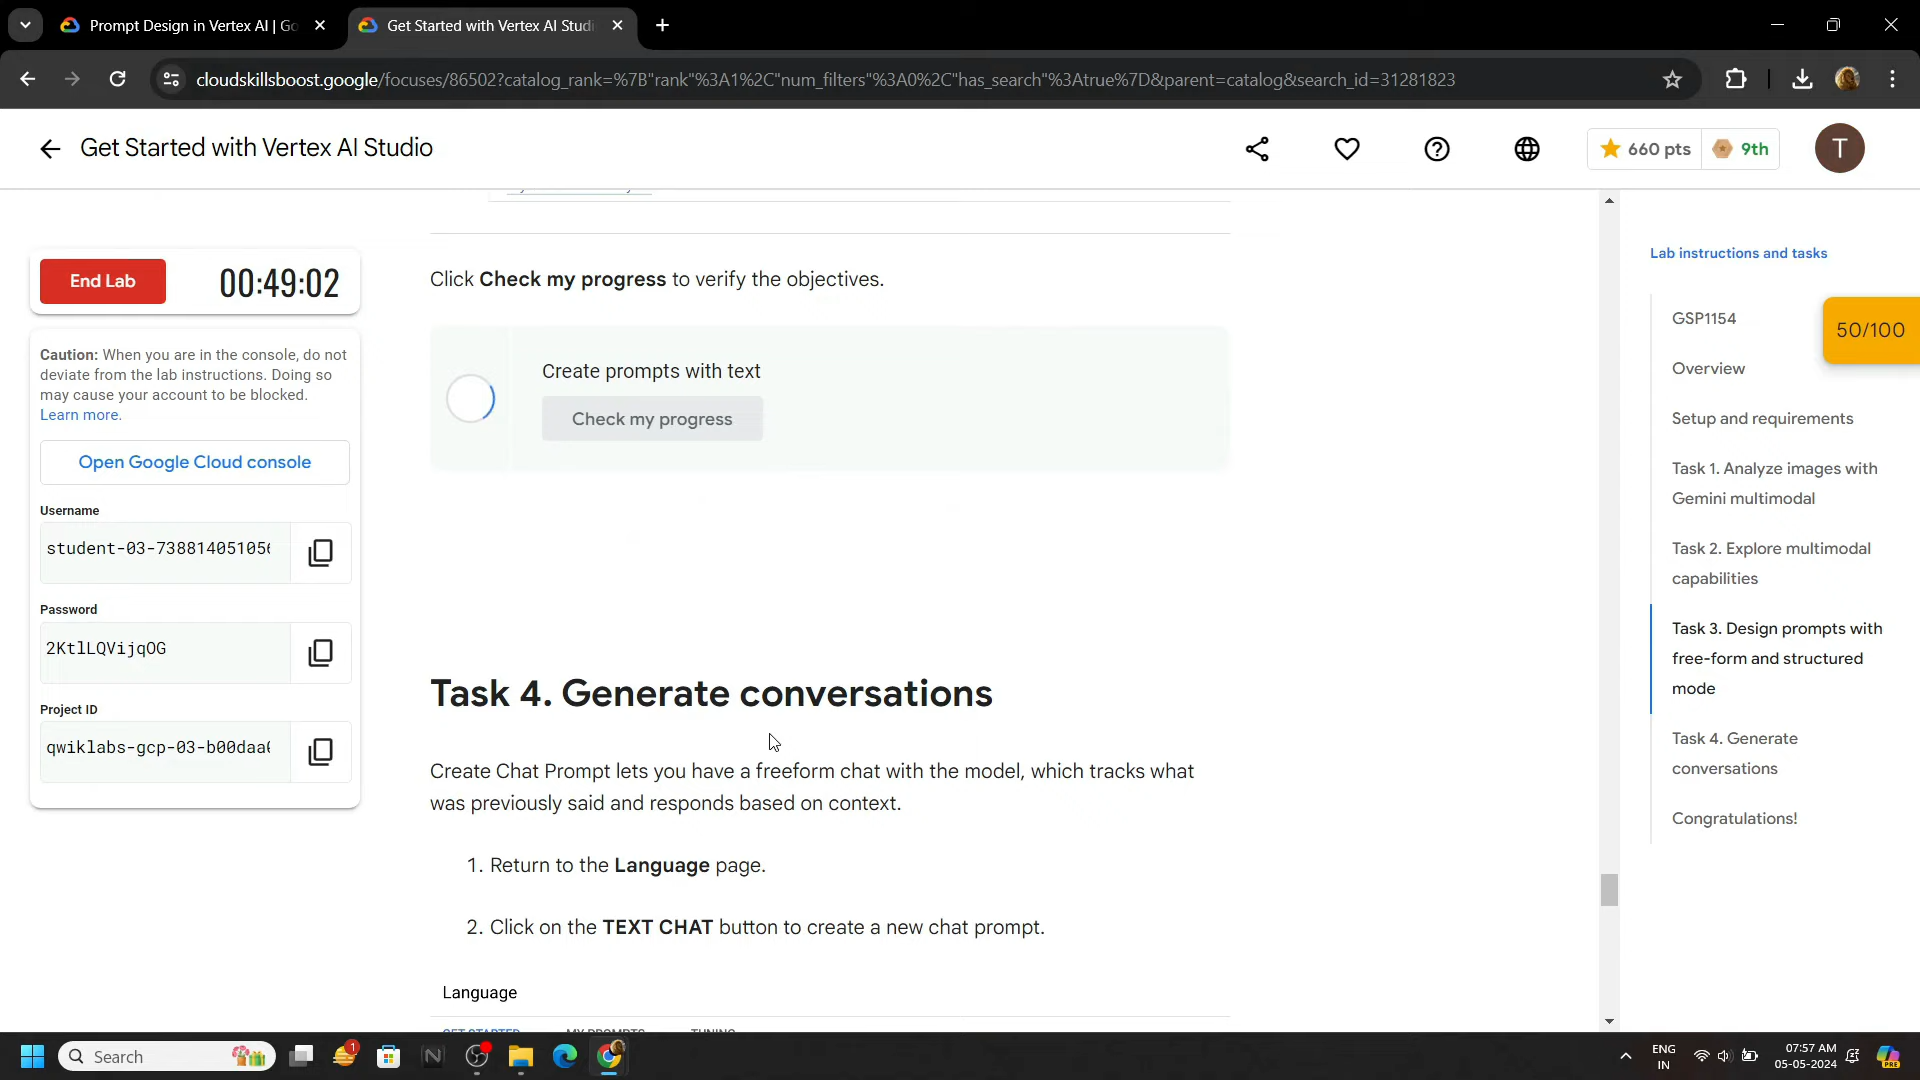 Prompt Design in Vertex AI | Go
Get Started with Vertex AI Studi
cloudskillsboost.google/focuses/86502?catalog_rank=%7B"rank"%3A1%2C"num_filters"%3A0%2C"has_search"%3Atrue%7D&parent=catalog&search_id=31281823
Get Started with Vertex AI Studio
660 pts
9th
T
End Lab
00:49:02
Caution: When you are in the console, do not
deviate from the lab instructions. Doing so
may cause your account to be blocked.
Learn more.
Open Google Cloud console
Username
student-03-7388140510
Password
2KtlLQVijqOG
Project ID
qwiklabs-gcp-03-b00daa
Click Check my progress to verify the objectives.
Create prompts with text
Check my progress
Task 4. Generate conversations
Create Chat Prompt lets you have a freeform chat with the model, which tracks what
was previously said and responds based on context.
1. Return to the Language page.
2. Click on the TEXT CHAT button to create a new chat prompt.
Language
GET STARTED MY PROMPTS TUNING
Lab instructions and tasks
GSP1154
50/100
Overview
Setup and requirements
Task 1. Analyze images with
Gemini multimodal
Task 2. Explore multimodal
capabilities
Task 3. Design prompts with
free-form and structured
mode
Task 4. Generate
conversations
Congratulations!
Search
1
ENG
IN
07:57 AM
05-05-2024
PRE